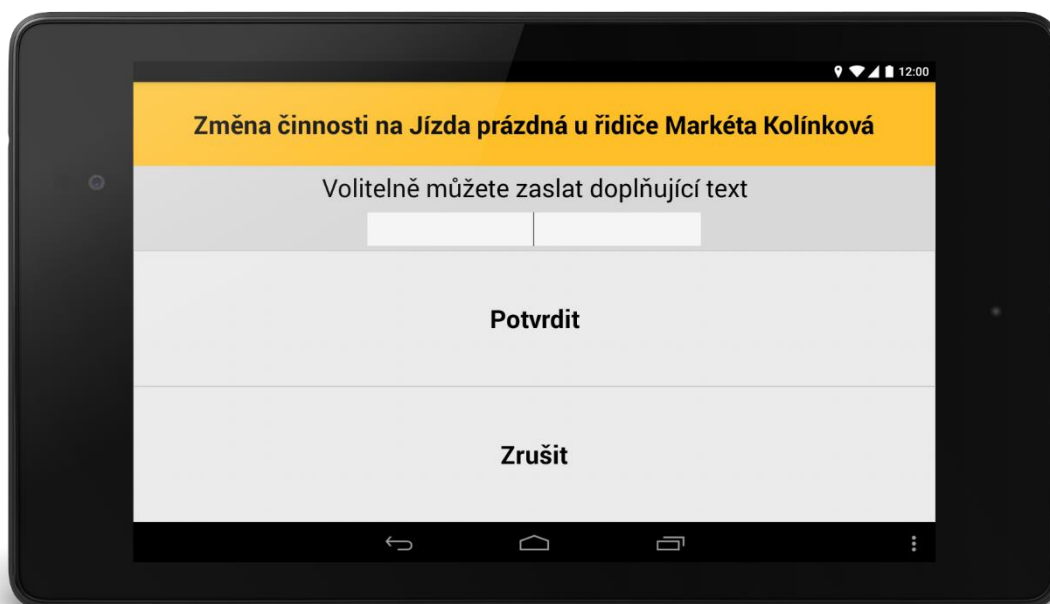 12:00
Změna činnosti na Jízda prázdná u řidiče Markéta Kolínková
Volitelně můžete zaslat doplňující text
Potvrdit
Zrušit